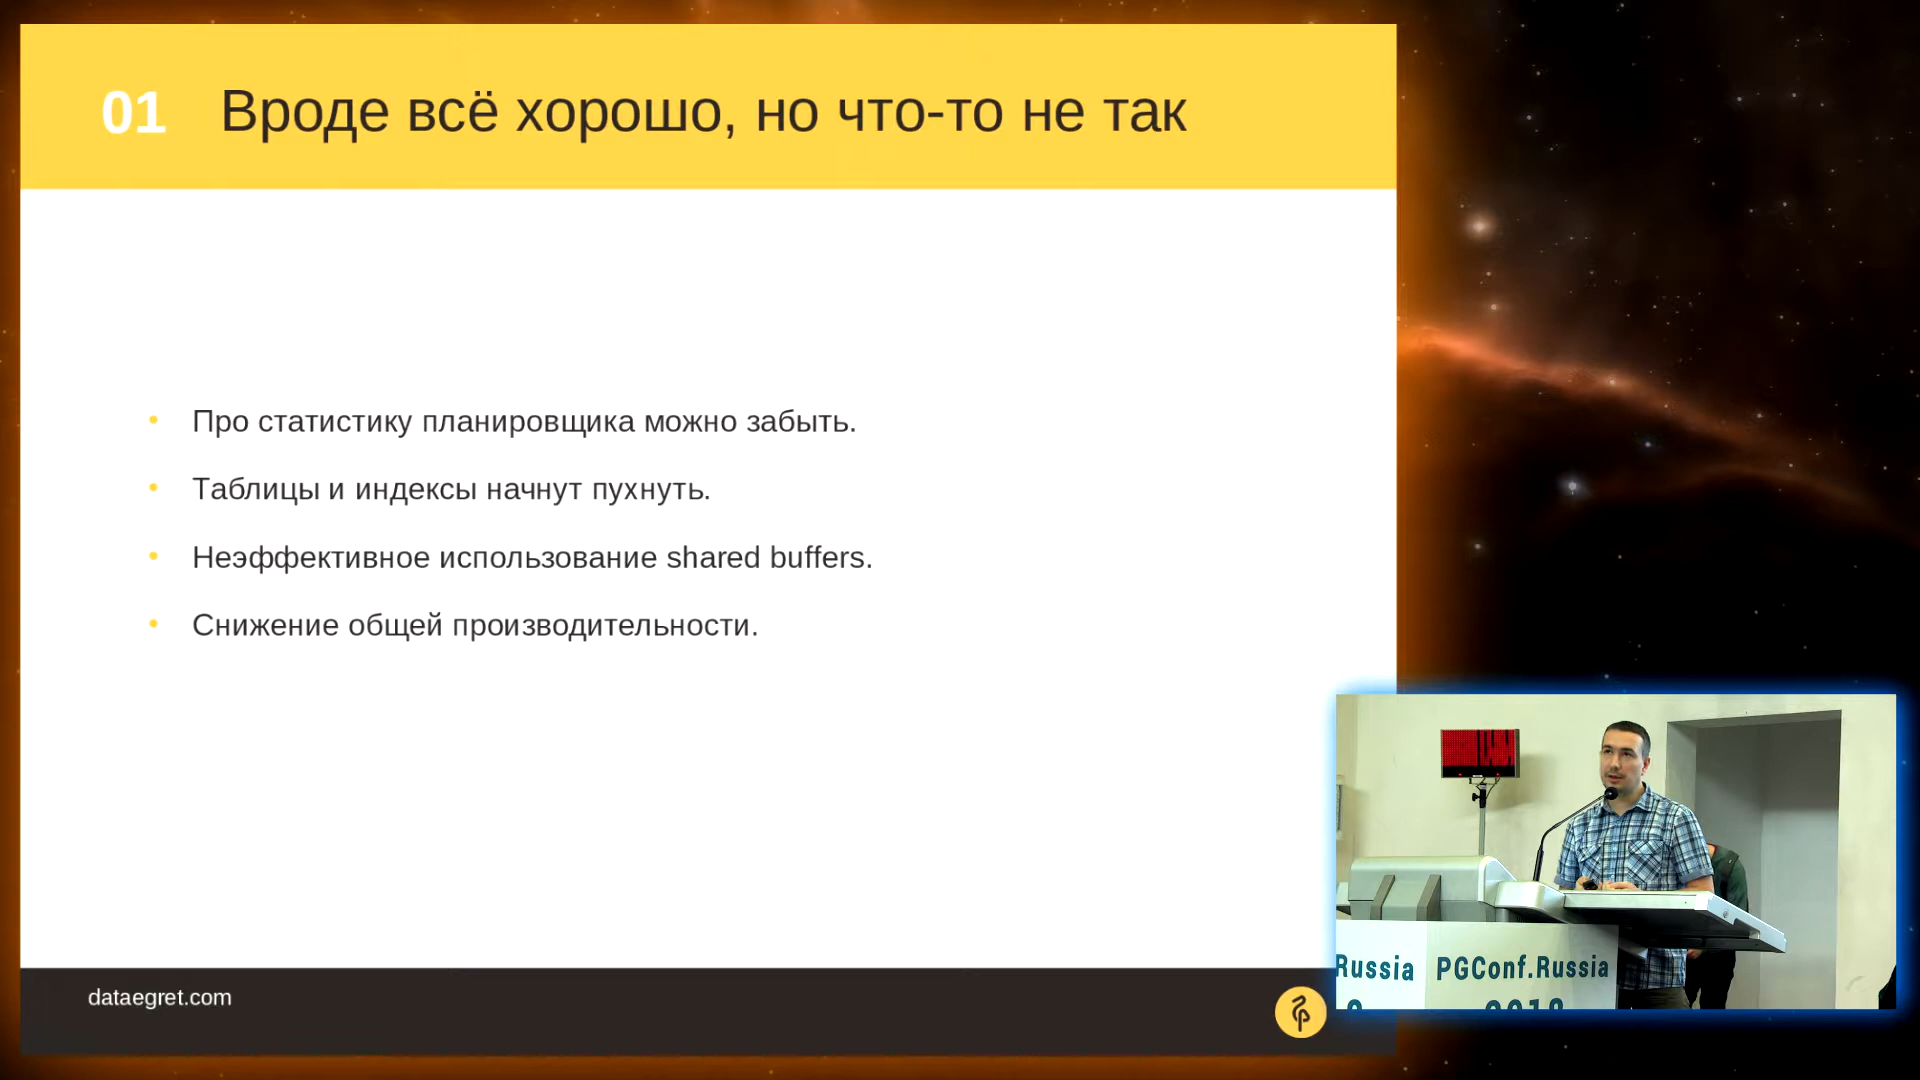 01 Вроде всё хорошо, но что-то не так
• Про статистику планировщика можно забыть.
• Таблицы и индексы начнут пухнуть.
• Неэффективное использование shared buffers.
• Снижение общей производительности.
dataegret.com
Russia PGConf.Russia